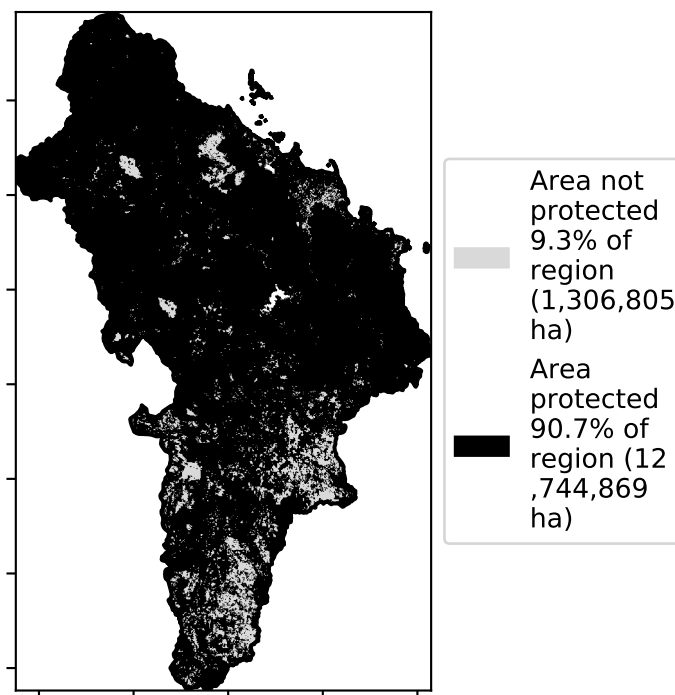 Area not
protected
9.3% of
region
(1,306,805
ha)
Area
protected
90.7% of
region (12
,744,869
ha)